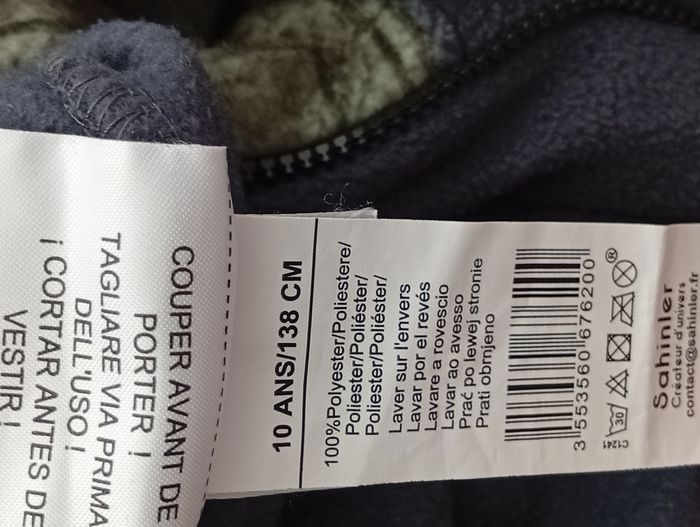 COUPER AVANT DE
PORTER !
TAGLIARE VIA PRIMA
DELL'USO !
¡ CORTAR ANTES DE
VESTIR !
10 ANS/138 CM
100%Polyester/Poliestere/
Poliester/Poliéster/
Poliester/Poliéster/
Laver sur l'envers
Lavar por el revés
Lavare a rovescio
Lavar ao avesso
Prać po lewej stronie
Prati obrnjeno
3 553560 676200
30
C1241
®
Sahinler
Créateur d'univers
contact@sahinler.fr